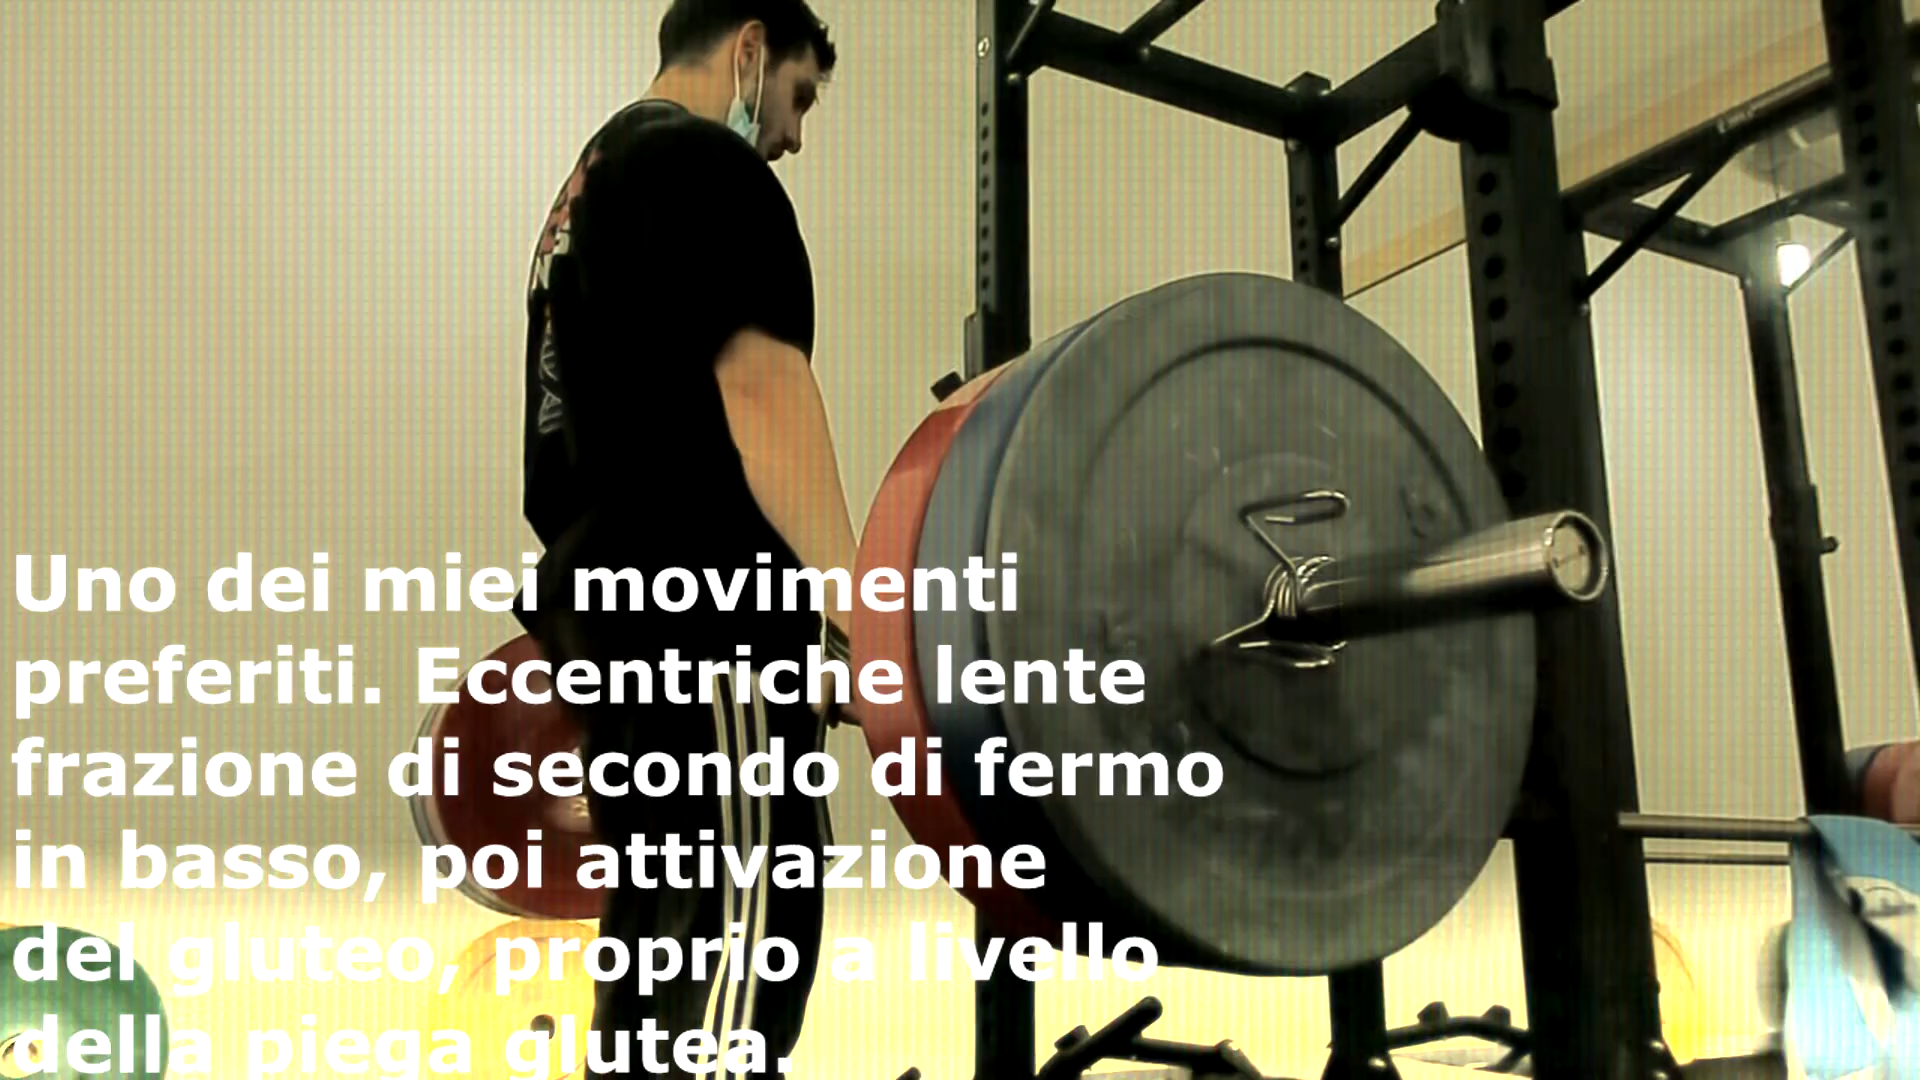 Uno dei miei movimenti
preferiti. Eccentriche lente
frazione di secondo di fermo
in basso, poi attivazione
del gluteo, proprio a livello
della piega glutea.